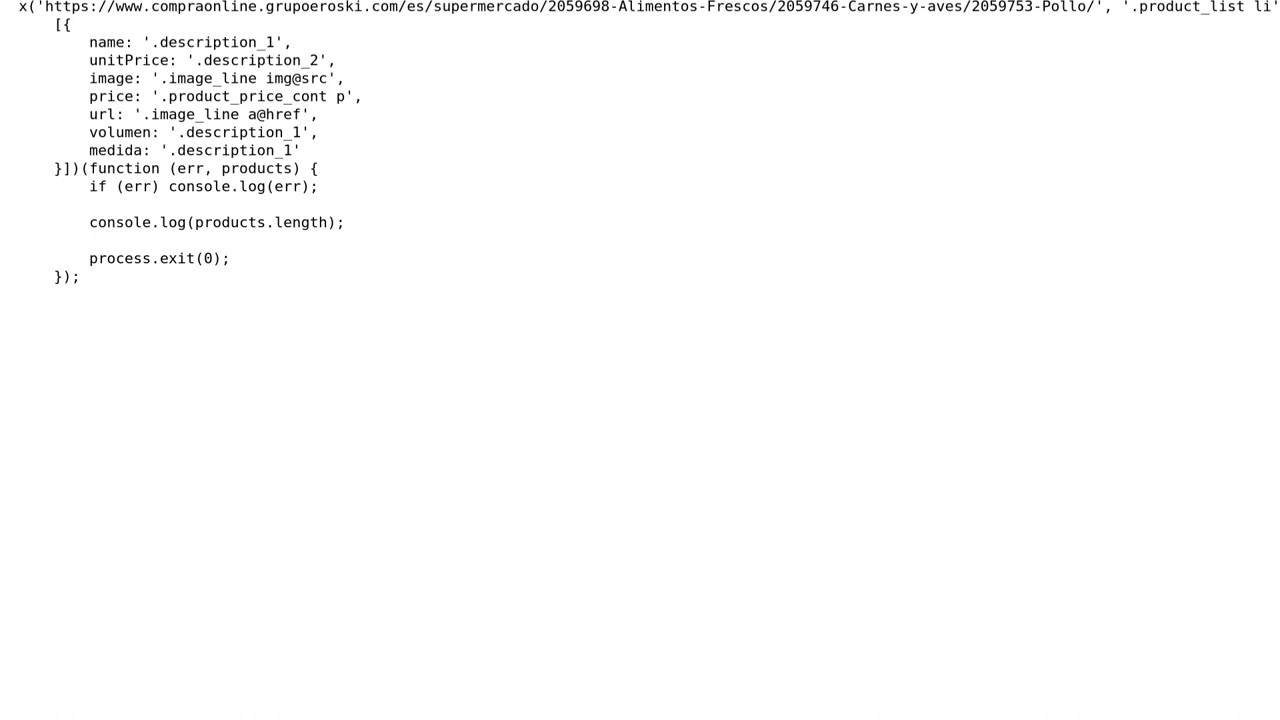 x('https://www.compraonline.grupoeroski.com/es/supermercado/2059698-Alimentos-Frescos/2059746-Carnes-y-aves/2059753-Pollo/', '.product_list li'
[{
name: '.description_1',
unitPrice: '.description_2',
image: '.image_line img@src',
price: '.product_price_cont p',
url: '.image_line a@href',
volumen: '.description_1',
medida: '.description_1'
}])(function (err, products) {
if (err) console.log(err);
console.log(products.length);
process.exit(0);
});